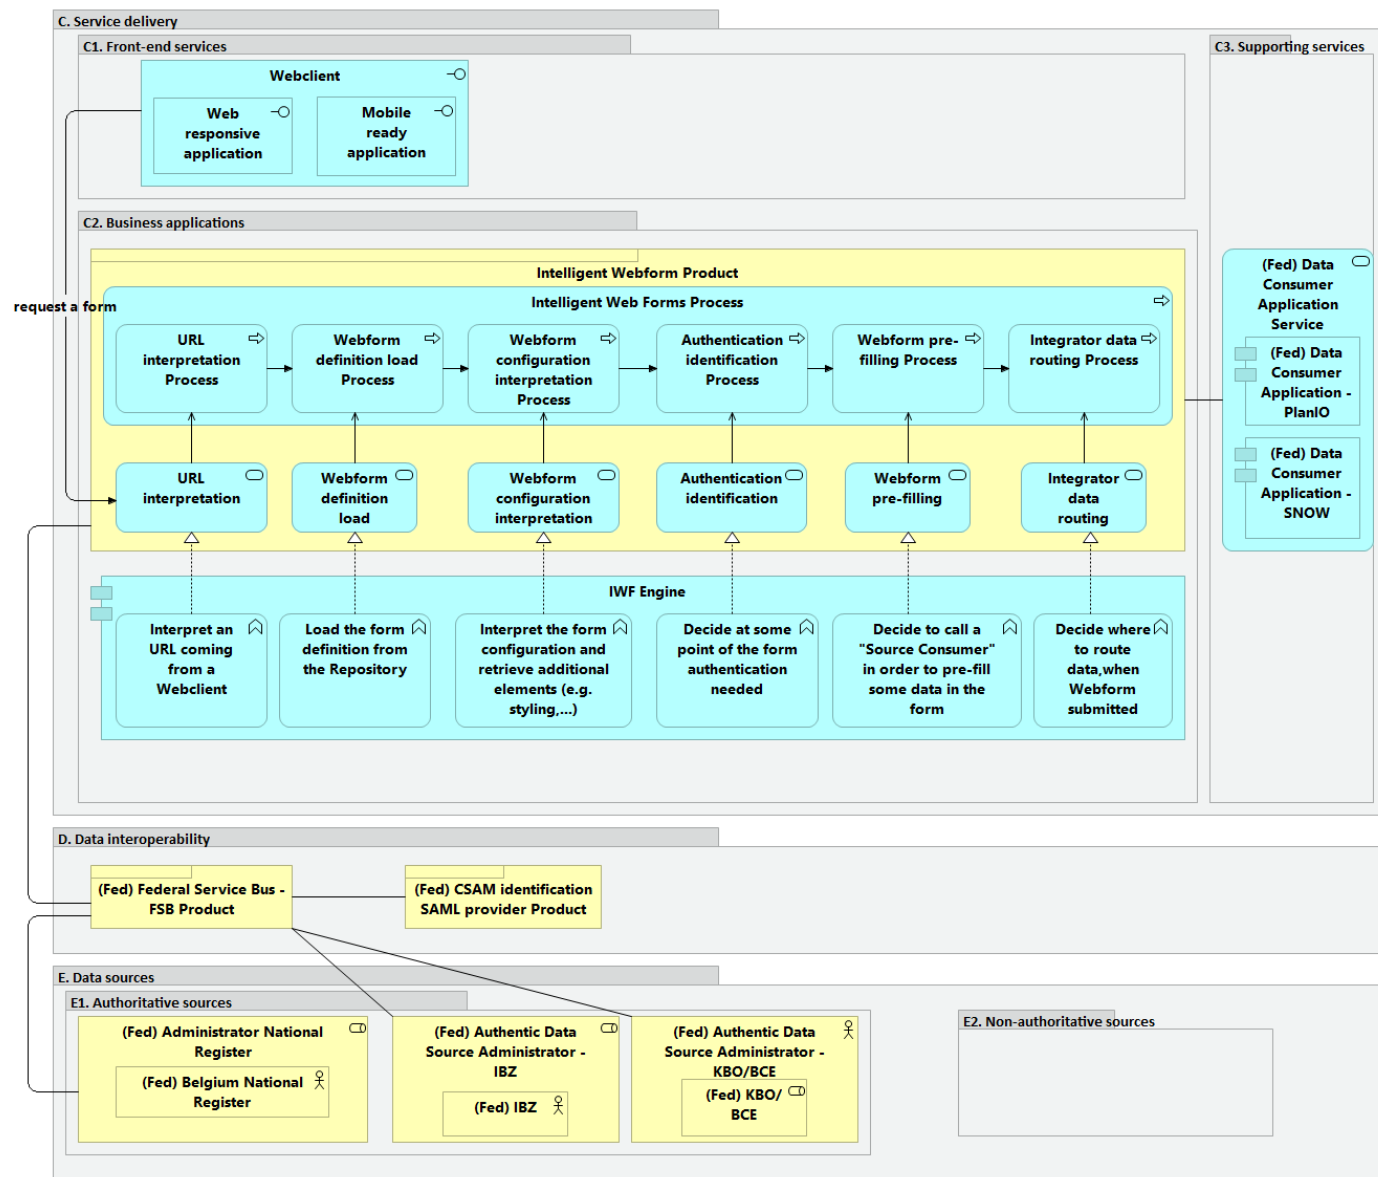 C. Service delivery
C1. Front-end services
C3. Supporting services
Webclient
Web
responsive
application
Mobile
ready
application
C2. Business applications
request a form
Intelligent Webform Product
Intelligent Web Forms Process
URL
interpretation
Process
Webform
definition load
Process
Webform
configuration
interpretation
Process
Authentication
identification
Process
Webform pre-
filling Process
Integrator data
routing Process
URL
interpretation
Webform
definition
load
Webform
configuration
interpretation
Authentication
identification
Webform
pre-filling
Integrator
data
routing
(Fed) Data
Consumer
Application
Service
(Fed) Data
Consumer
Application -
PlanIO
(Fed) Data
Consumer
Application -
SNOW
IWF Engine
Interpret an
URL coming
from a
Webclient
Load the form
definition from
the Repository
Interpret the form
configuration and
retrieve additional
elements (e.g.
styling,...)
Decide at some
point of the form
authentication
needed
Decide to call a
"Source Consumer"
in order to pre-fill
some data in the
form
Decide where
to route
data,when
Webform
submitted
D. Data interoperability
(Fed) Federal Service Bus -
FSB Product
(Fed) CSAM identification
SAML provider Product
E. Data sources
E1. Authoritative sources
(Fed) Administrator National
Register
(Fed) Belgium National
Register
(Fed) Authentic Data
Source Administrator -
IBZ
(Fed) IBZ
(Fed) Authentic Data
Source Administrator -
KBO/BCE
(Fed) KBO/
BCE
E2. Non-authoritative sources